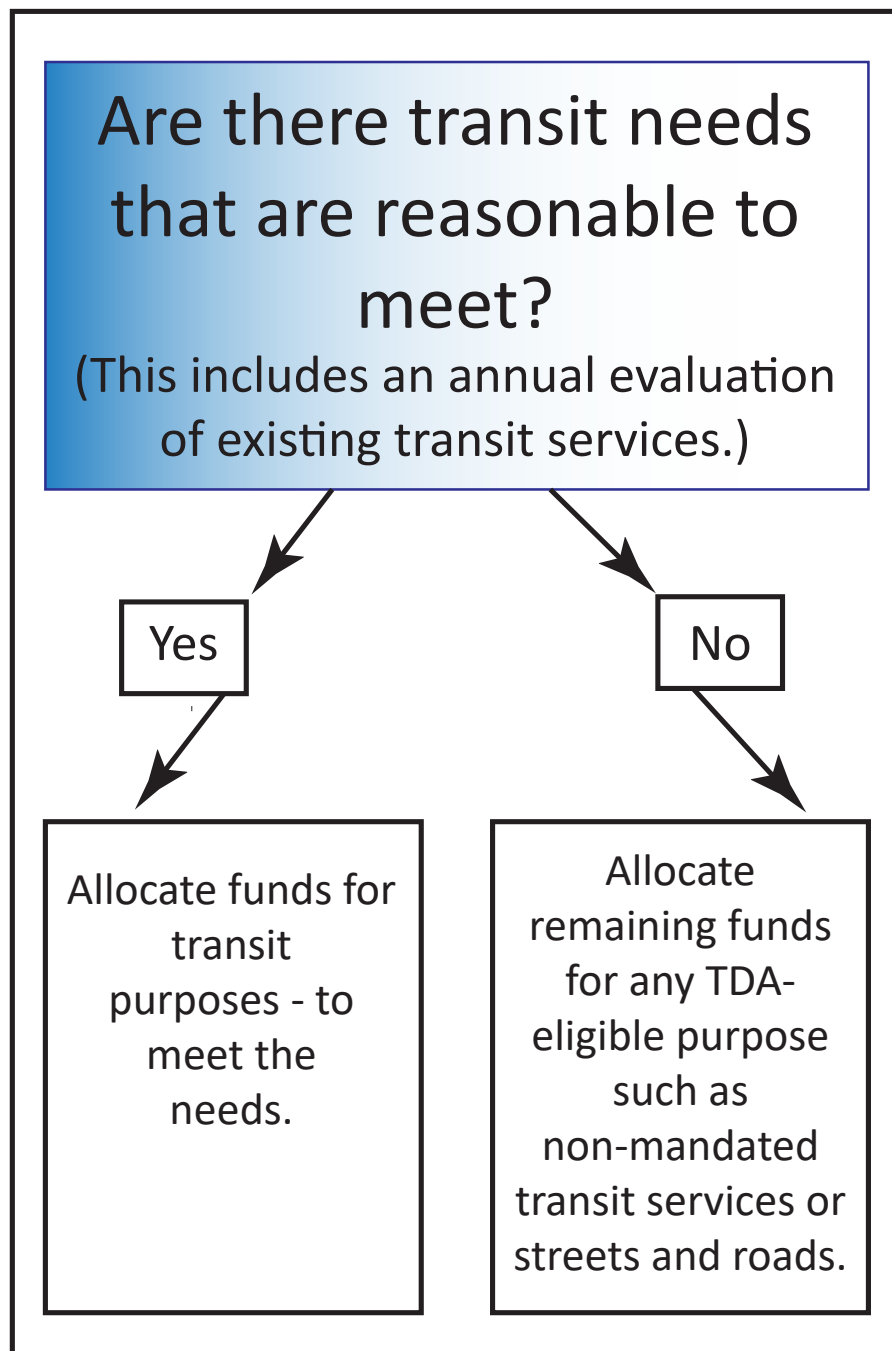 Are there transit needs
that are reasonable to
meet?
(This includes an annual evaluation
of existing transit services.)
Yes
No
Allocate funds for
transit
purposes - to
meet the
needs.
Allocate
remaining funds
for any TDA-
eligible purpose
such as
non-mandated
transit services or
streets and roads.